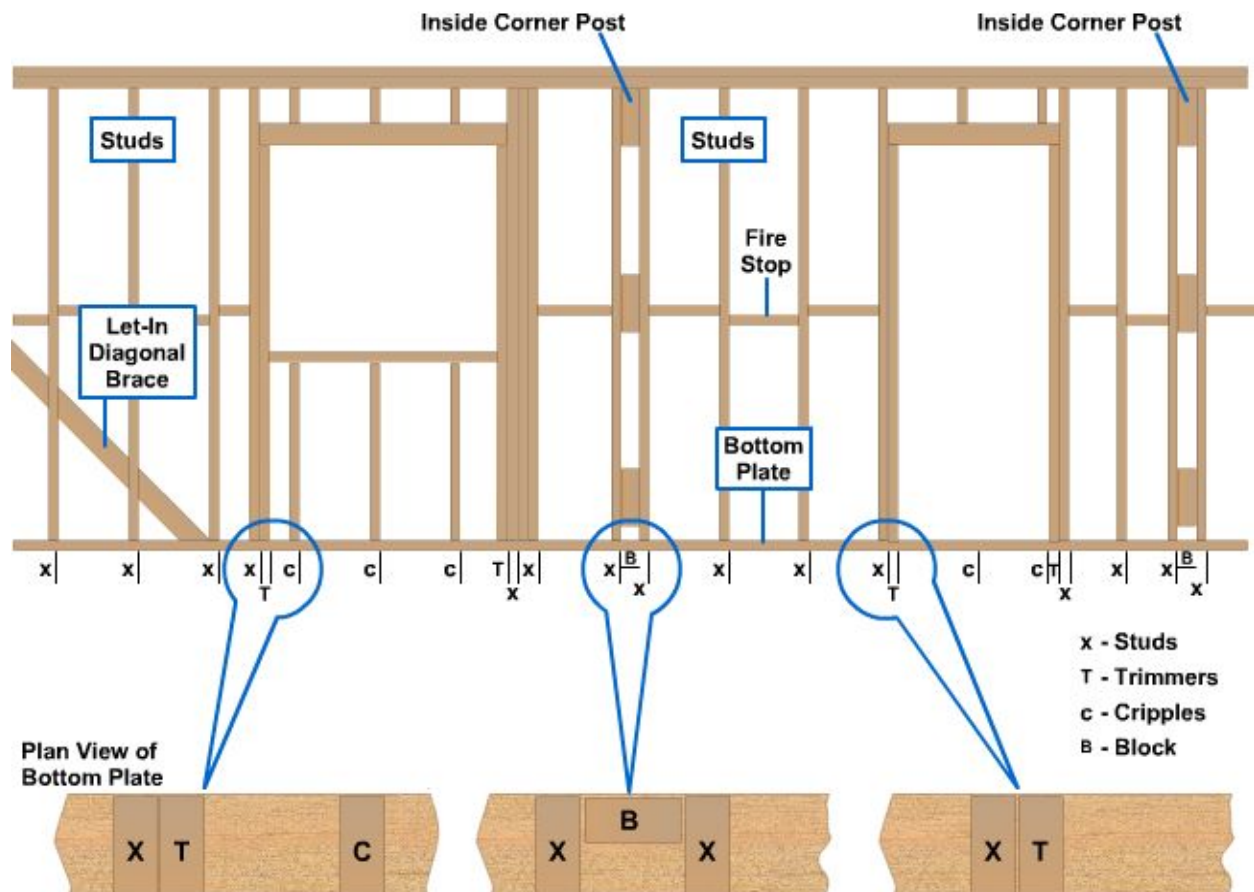 Inside Corner Post
Inside Corner Post
Studs
Studs
Fire
Stop
Let-In
Diagonal
Brace
Bottom
Plate
x x x x T c c c T x x x B x x x x T c c T x x x B x
x - Studs
T - Trimmers
c - Cripples
B - Block
Plan View of
Bottom Plate
X T C
X B X
X T